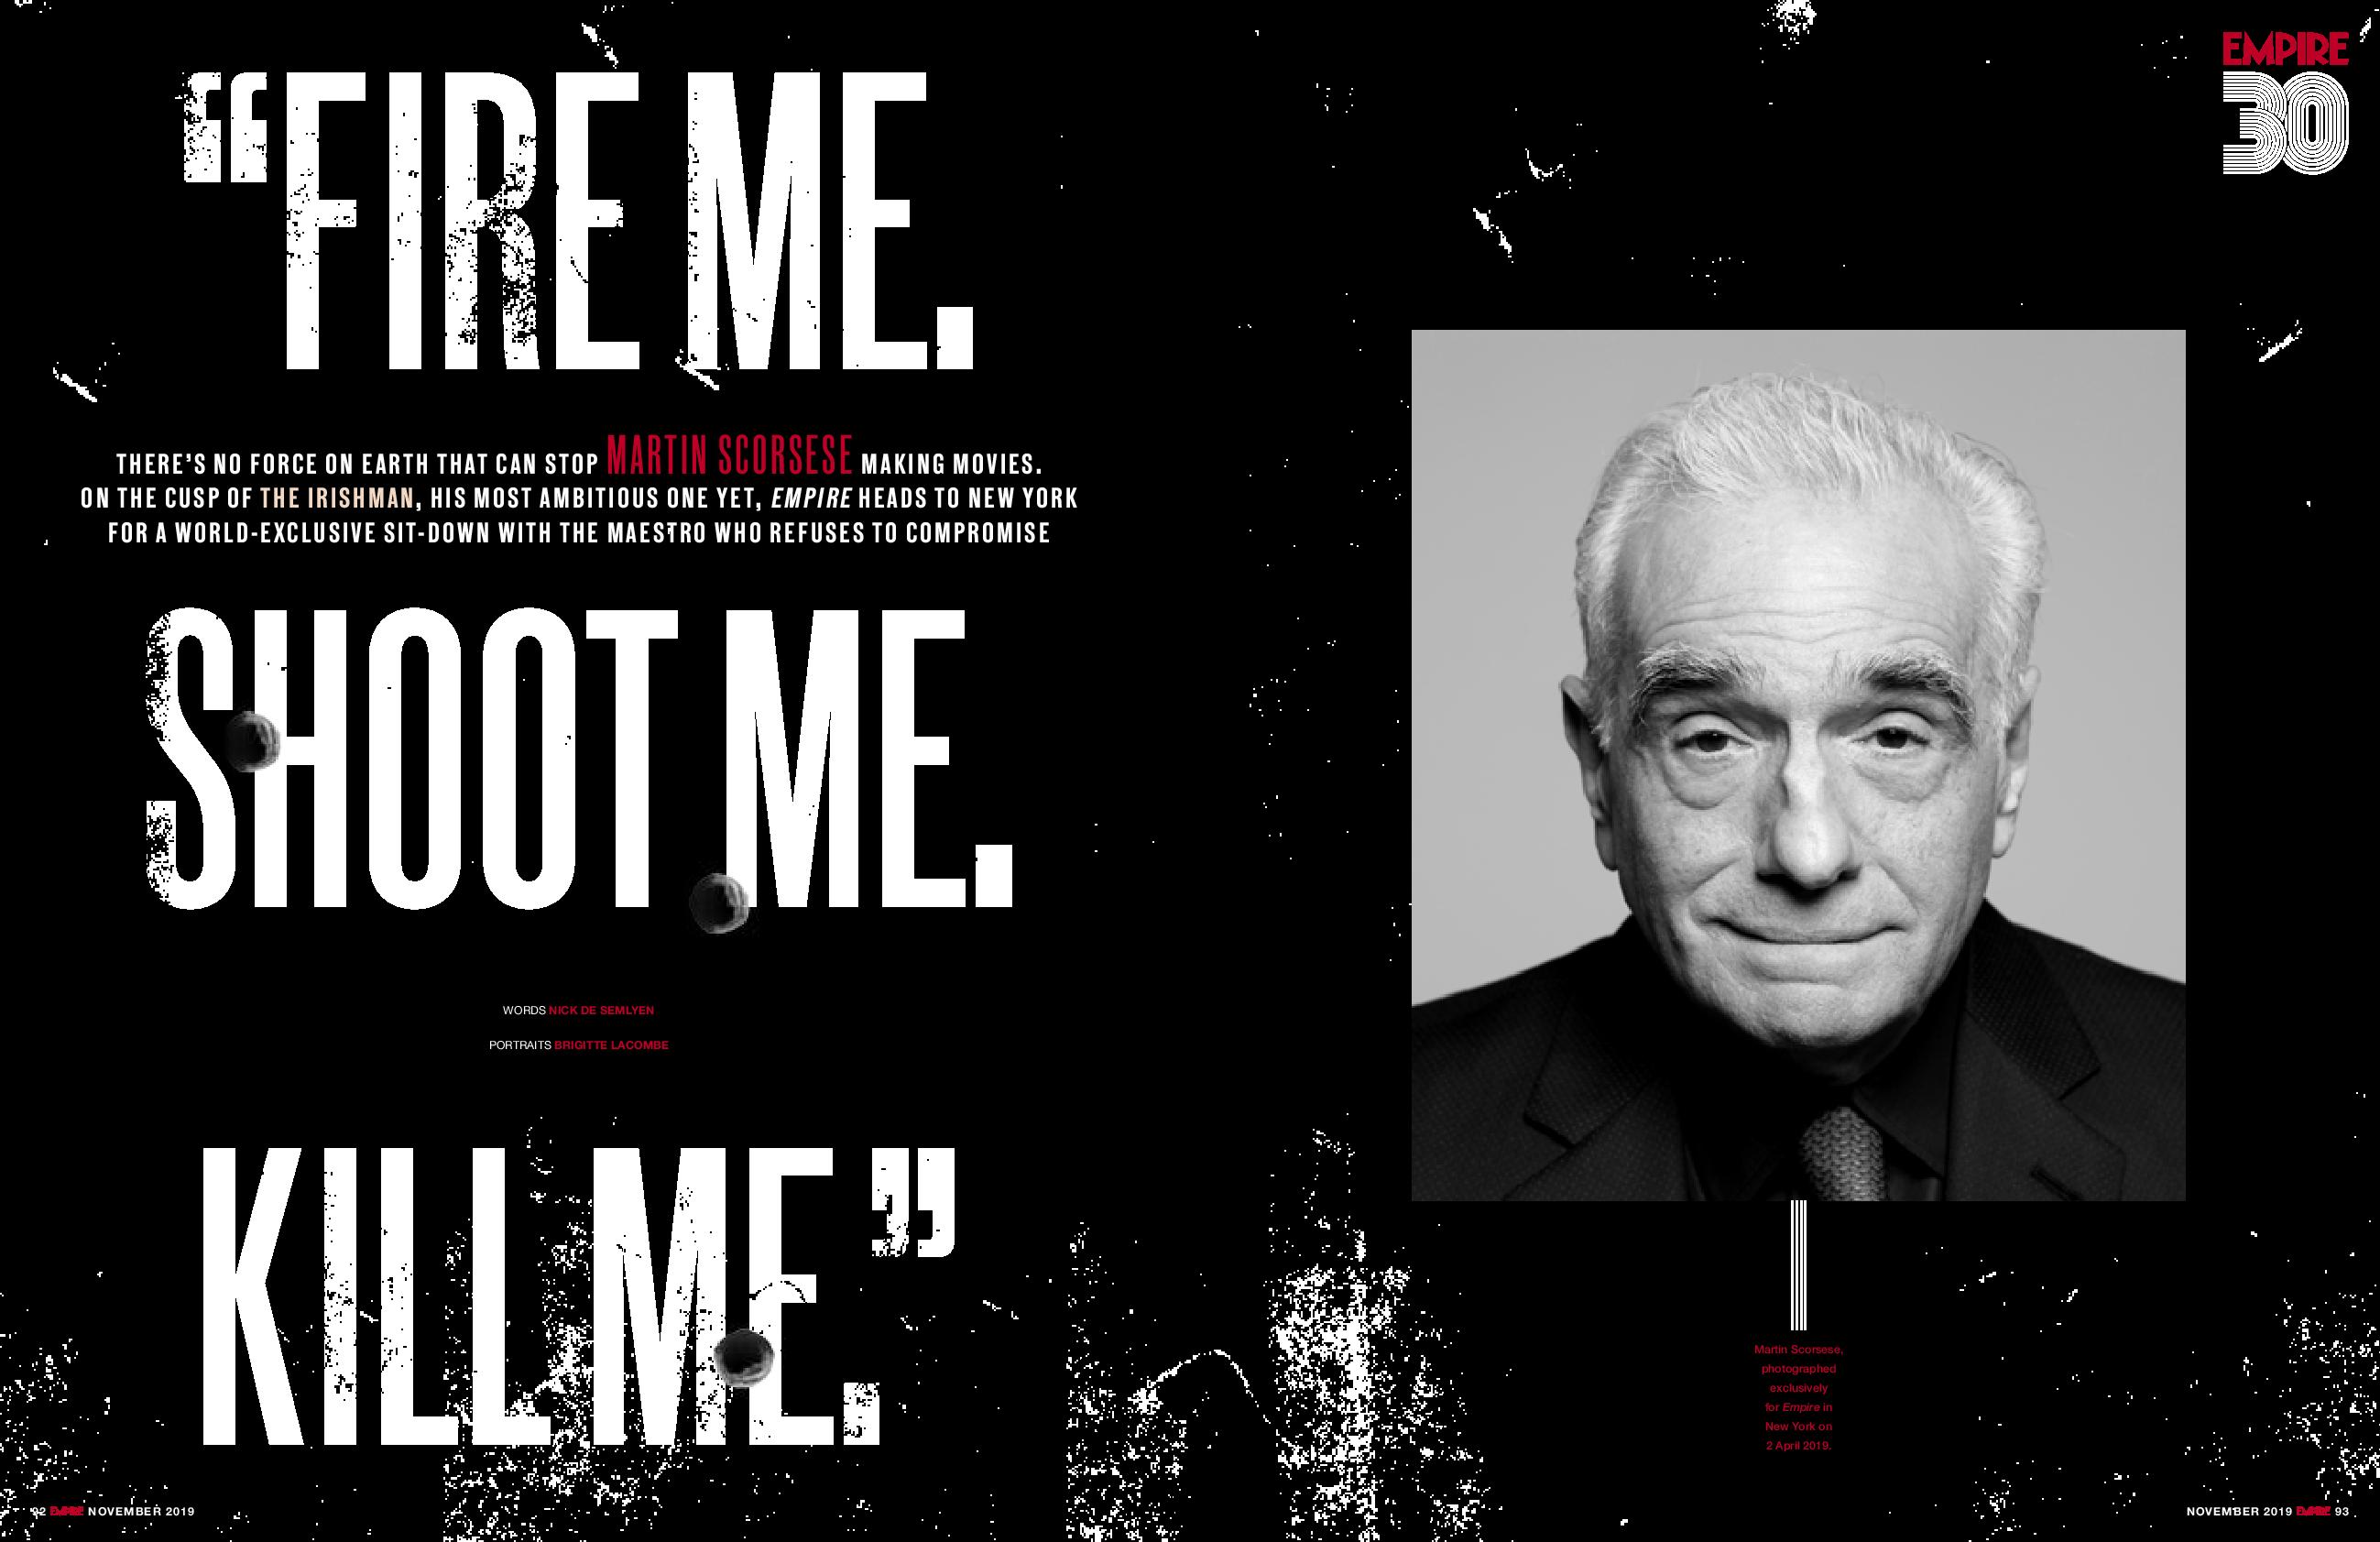 “FIRE ME.
THERE’S NO FORCE ON EARTH THAT CAN STOP MARTIN SCORSESE MAKING MOVIES.
ON THE CUSP OF THE IRISHMAN, HIS MOST AMBITIOUS ONE YET, EMPIRE HEADS TO NEW YORK
FOR A WORLD-EXCLUSIVE SIT-DOWN WITH THE MAESTRO WHO REFUSES TO COMPROMISE
SHOOT ME.
WORDS NICK DE SEMLYEN
PORTRAITS BRIGITTE LACOMBE
KILL ME.”
92 EMPIRE NOVEMBER 2019
EMPIRE
30
Martin Scorsese,
photographed
exclusively
for Empire in
New York on
2 April 2019.
NOVEMBER 2019 EMPIRE 93